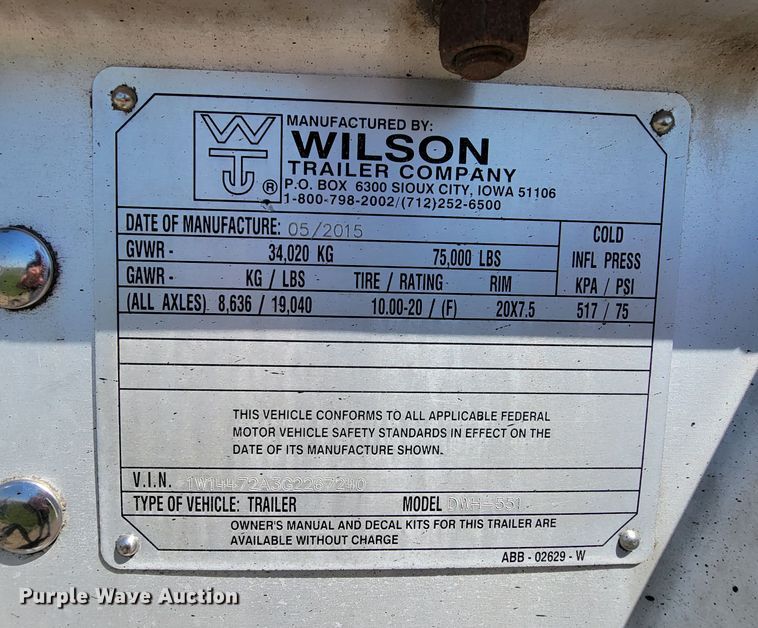 MANUFACTURED BY:
WILSON
TRAILER COMPANY
P.O. BOX 6300 SIOUX CITY, IOWA 51106
1-800-798-2002/(712)252-6500
DATE OF MANUFACTURE: 05/2015
COLD
GVWR - 34,020 KG 75,000 LBS
INFL PRESS
GAWR - KG / LBS TIRE / RATING RIM KPA / PSI
(ALL AXLES) 8,636 / 19,040 10.00-20 / (F) 20X7.5 517 / 75
THIS VEHICLE CONFORMS TO ALL APPLICABLE FEDERAL
MOTOR VEHICLE SAFETY STANDARDS IN EFFECT ON THE
DATE OF ITS MANUFACTURE SHOWN.
V.I.N. 1W14472A3G2267240
TYPE OF VEHICLE: TRAILER MODEL DWH-551
OWNER'S MANUAL AND DECAL KITS FOR THIS TRAILER ARE
AVAILABLE WITHOUT CHARGE
ABB - 02629 - W
Purple Wave Auction